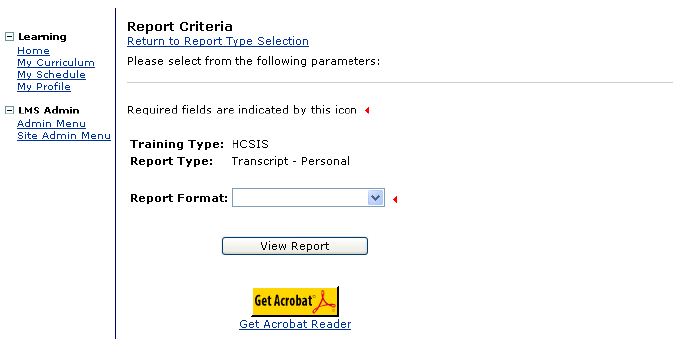 Learning
Home
My Curriculum
My Schedule
My Profile
LMS Admin
Admin Menu
Site Admin Menu
Report Criteria
Return to Report Type Selection
Please select from the following parameters:
Required fields are indicated by this icon
Training Type: HCSIS
Report Type: Transcript - Personal
Report Format:
View Report
Get Acrobat®
Get Acrobat Reader